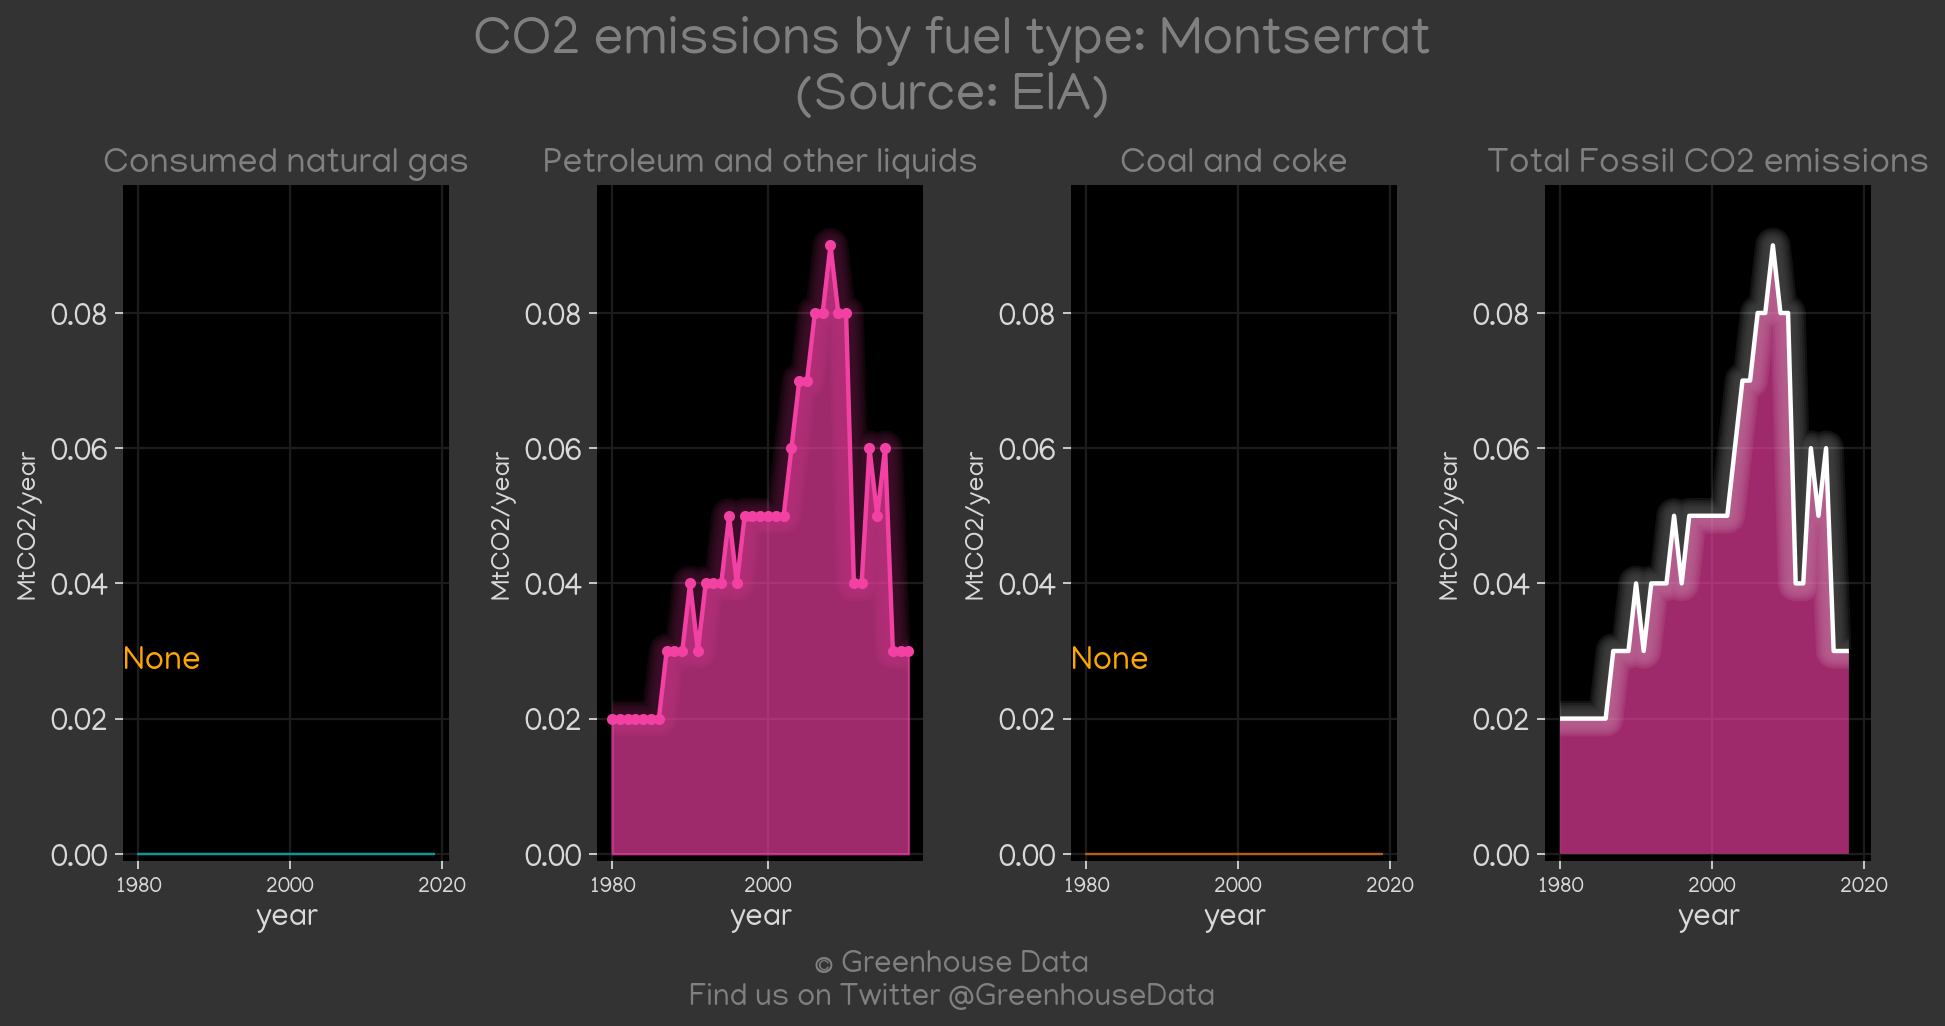 CO2 emissions by fuel type: Montserrat
(Source: EIA)
Consumed natural gas
Petroleum and other liquids
Coal and coke
Total Fossil CO2 emissions
MtCO2/year
0.08
0.06
0.04
0.02
0.00
None
1980
2000
2020
year
MtCO2/year
0.08
0.06
0.04
0.02
0.00
1980
2000
year
MtCO2/year
0.08
0.06
0.04
0.02
0.00
None
1980
2000
2020
year
MtCO2/year
0.08
0.06
0.04
0.02
0.00
1980
2000
2020
year
© Greenhouse Data
Find us on Twitter @GreenhouseData